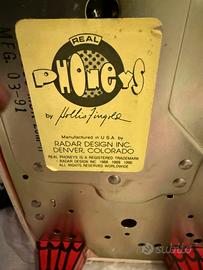 MFG. 03-91
REAL
PHONEYS
by Hollis Fingold
Manufactured in U.S.A. by
RADAR DESIGN INC.
DENVER, COLORADO
REAL PHONEYS IS A REGISTERED TRADEMARK
RADAR DESIGN INC 1988 1989 1990
ALL RIGHTS RESERVED WORLDWIDE
subito